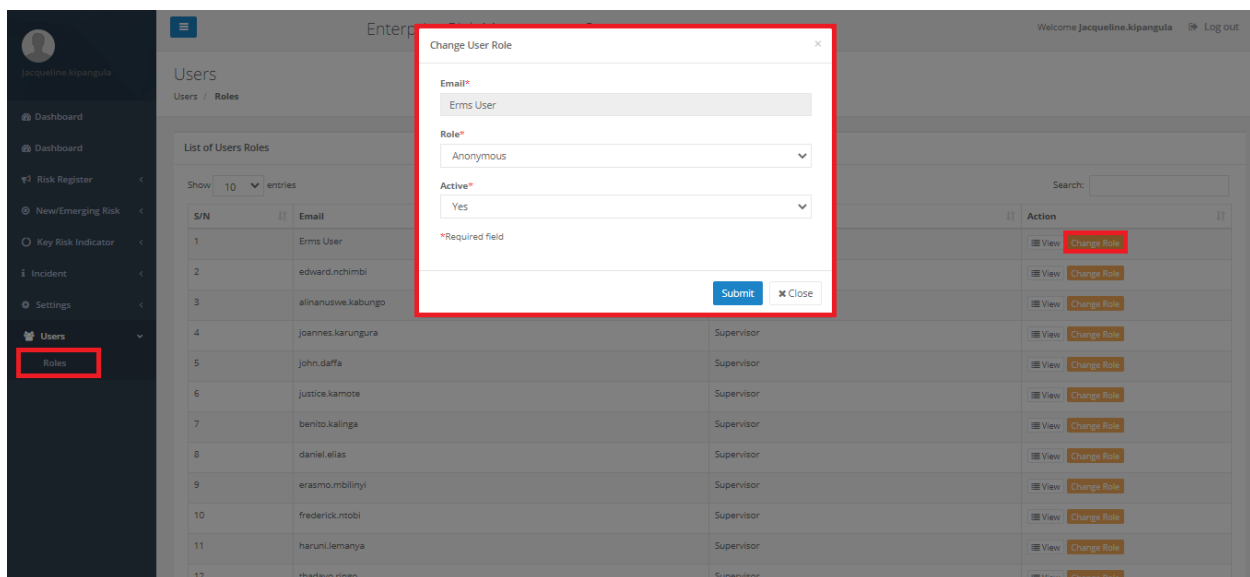 Enterp
Welcome Jacqueline.kipangula Log out
Jacqueline.kipangula
Users
Users / Roles
Dashboard
Dashboard
Risk Register
New/Emerging Risk
Key Risk Indicator
Incident
Settings
Users
Roles
Change User Role ×
Email*
Erms User
Role*
Anonymous
Active*
Yes
*Required field
Submit Close
List of Users Roles
Show 10 entries
Search:
S/N Email Action
1 Erms User View Change Role
2 edward.nchimbi View Change Role
3 alinanuswe.kabungo View Change Role
4 joannes.karungura Supervisor View Change Role
5 john.daffa Supervisor View Change Role
6 justice.kamote Supervisor View Change Role
7 benito.kalinga Supervisor View Change Role
8 daniel.elias Supervisor View Change Role
9 erasmo.mbilinyi Supervisor View Change Role
10 frederick.ntobi Supervisor View Change Role
11 haruni.lemanya Supervisor View Change Role
12 Supervisor View Change Role